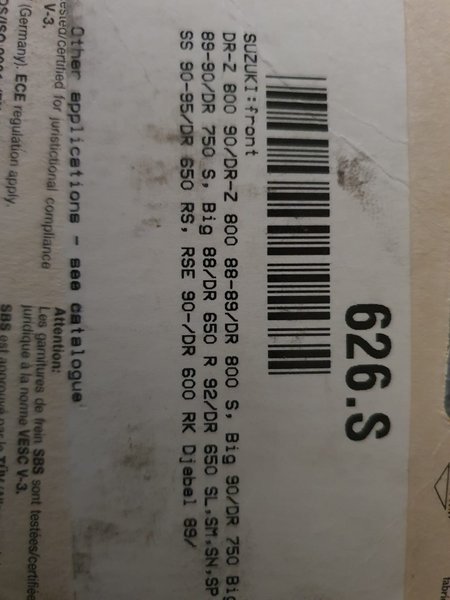 626.S
SUZUKI:front
DR-Z 800 90/DR-Z 800 88-89/DR 800 S, Big 90/DR 750 Big
89-90/DR 750 S, Big 88/DR 650 R 92/DR 650 SL,SM,SN,SP
SS 90-95/DR 650 RS, RSE 90-/DR 600 RK Djebel 89/
Other applications - see catalogue
tested/certified for jurisdictional compliance
V-3.
(Germany). ECE regulation apply.
Attention:
Les garnitures de frein SBS sont testées/certifiée
juridique à la norme VESC V-3.
SBS est approuvé par le TÜV